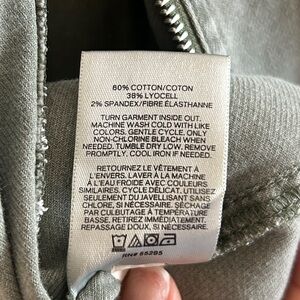 60% COTTON/COTON
38% LYOCELL
2% SPANDEX/FIBRE ÉLASTHANNE
TURN GARMENT INSIDE OUT.
MACHINE WASH COLD WITH LIKE
COLORS. GENTLE CYCLE. ONLY
NON-CHLORINE BLEACH WHEN
NEEDED. TUMBLE DRY LOW. REMOVE
PROMPTLY. COOL IRON IF NEEDED.
RETOURNEZ LE VÊTEMENT À
L'ENVERS. LAVER À LA MACHINE
À L'EAU FROIDE AVEC COULEURS
SIMILAIRES. CYCLE DÉLICAT. UTILISEZ
SEULEMENT DU JAVELLISANT SANS
CHLORE, SI NÉCESSAIRE. SÉCHAGE
PAR CULBUTAGE À TEMPÉRATURE
BASSE. RETIREZ IMMÉDIATEMENT.
REPASSAGE DOUX, SI NÉCESSAIRE.
RN# 65285